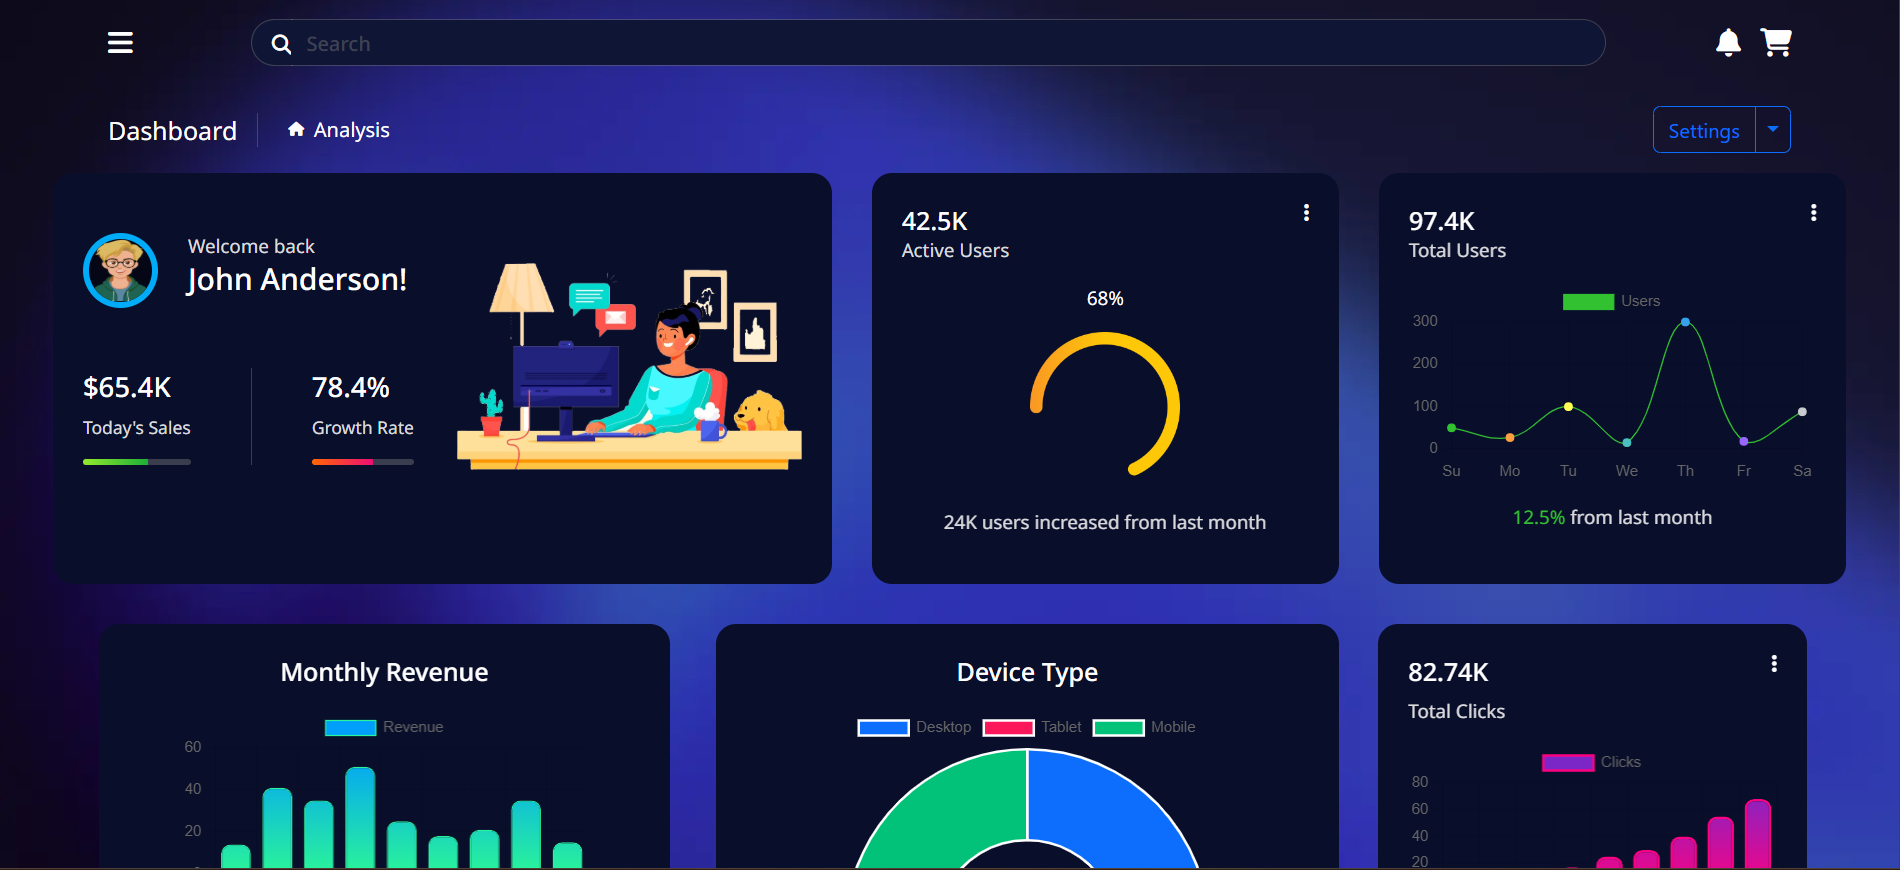 Search
Dashboard
Analysis
Settings
Welcome back
John Anderson!
$65.4K
Today's Sales
78.4%
Growth Rate
42.5K
Active Users
68%
24K users increased from last month
97.4K
Total Users
Users
300
200
100
0
Su Mo Tu We Th Fr Sa
12.5% from last month
Monthly Revenue
Revenue
60
40
20
Device Type
Desktop Tablet Mobile
82.74K
Total Clicks
Clicks
80
60
40
20